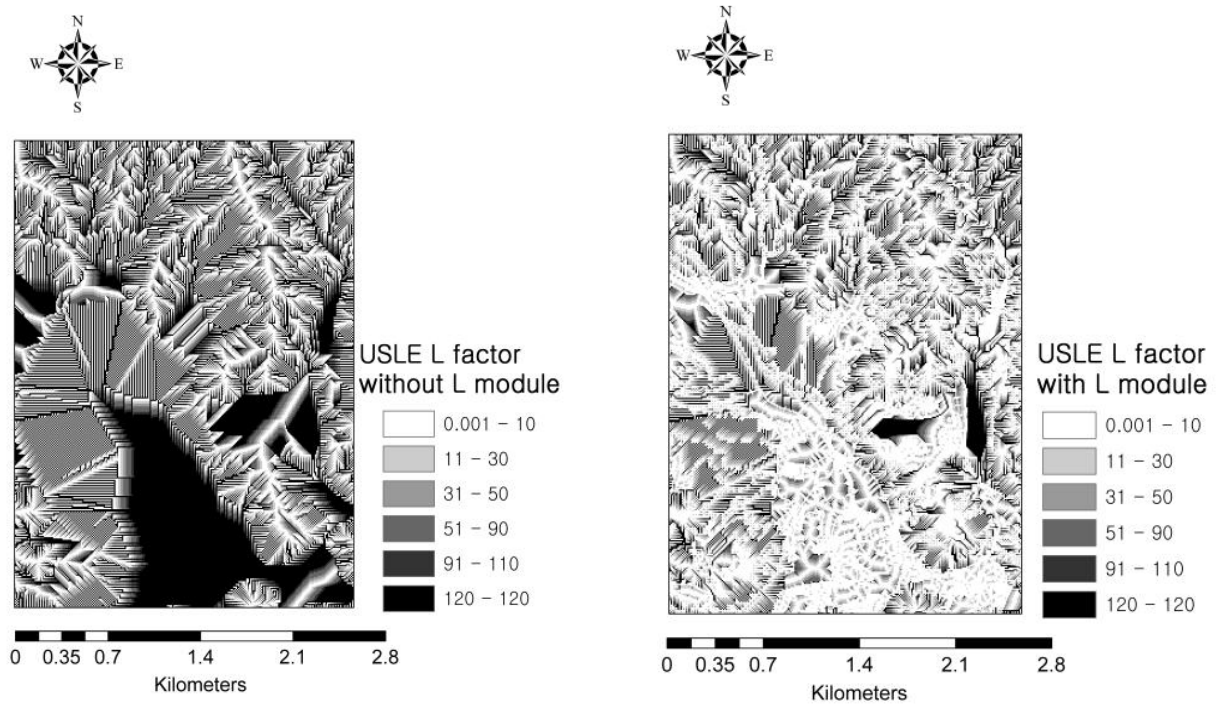 N
W E
S
USLE L factor
without L module
0.001 - 10
11 - 30
31 - 50
51 - 90
91 - 110
120 - 120
0 0.35 0.7 1.4 2.1 2.8
Kilometers
N
W E
S
USLE L factor
with L module
0.001 - 10
11 - 30
31 - 50
51 - 90
91 - 110
120 - 120
0 0.35 0.7 1.4 2.1 2.8
Kilometers